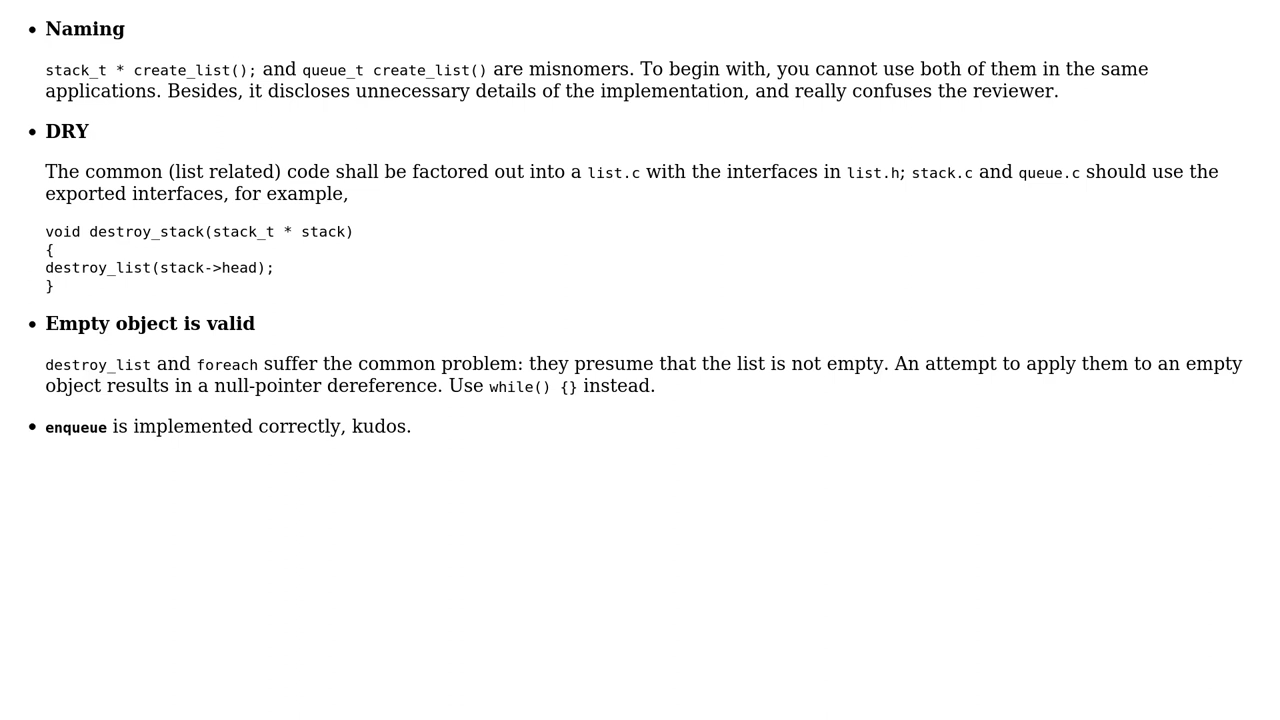 • Naming
stack_t * create_list(); and queue_t create_list() are misnomers. To begin with, you cannot use both of them in the same
applications. Besides, it discloses unnecessary details of the implementation, and really confuses the reviewer.
• DRY
The common (list related) code shall be factored out into a list.c with the interfaces in list.h; stack.c and queue.c should use the
exported interfaces, for example,
void destroy_stack(stack_t * stack)
{
destroy_list(stack->head);
}
• Empty object is valid
destroy_list and foreach suffer the common problem: they presume that the list is not empty. An attempt to apply them to an empty
object results in a null-pointer dereference. Use while() {} instead.
• enqueue is implemented correctly, kudos.